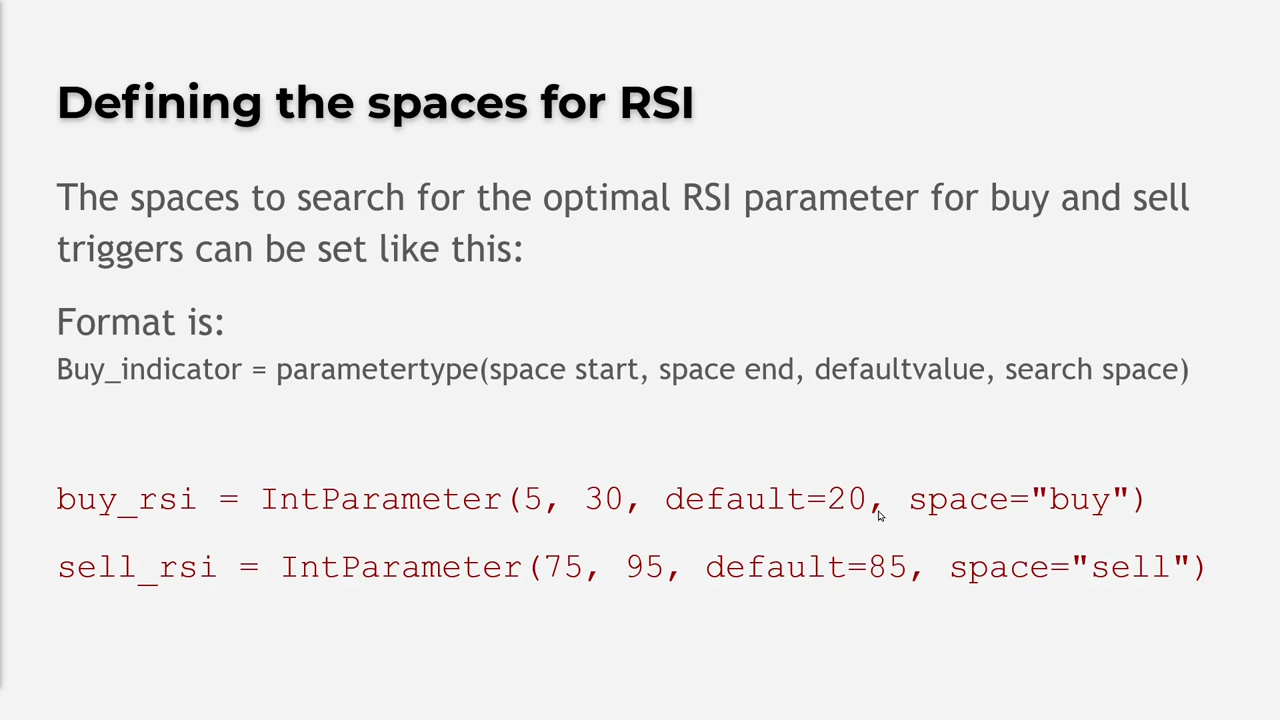 Defining the spaces for RSI
The spaces to search for the optimal RSI parameter for buy and sell
triggers can be set like this:
Format is:
Buy_indicator = parametertype(space start, space end, defaultvalue, search space)
buy_rsi = IntParameter(5, 30, default=20, space="buy")
sell_rsi = IntParameter(75, 95, default=85, space="sell")